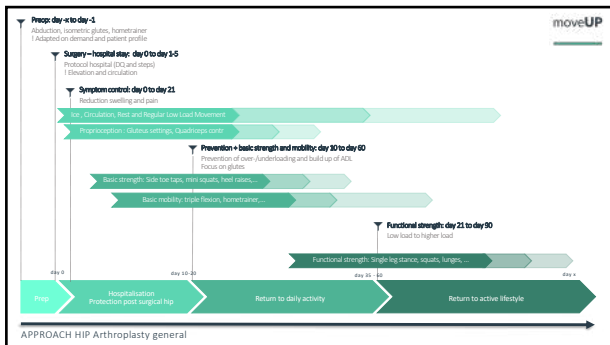 Preop: day -x to day -1
Abduction, isometric glutes, hometrainer
! Adapted on demand and patient profile
moveUP
Surgery – hospital stay: day 0 to day 1-5
Protocol hospital (DQ and steps)
! Elevation and circulation
Symptom control: day 0 to day 21
Reduction swelling and pain
Ice , Circulation, Rest and Regular Low Load Movement
Proprioception : Gluteus settings, Quadriceps contr
Prevention + basic strength and mobility: day 10 to day 60
Prevention of over-/underloading and build up of ADL
Focus on glutes
Basic strength: Side toe taps, mini squats, heel raises,...
Basic mobility: triple flexion, hometrainer,...
Functional strength: day 21 to day 90
Low load to higher load
Functional strength: Single leg stance, squats, lunges, ...
day 0
day 10-20
day 35 - 60
day x
Prep
Hospitalisation
Protection post surgical hip
Return to daily activity
Return to active lifestyle
APPROACH HIP Arthroplasty general